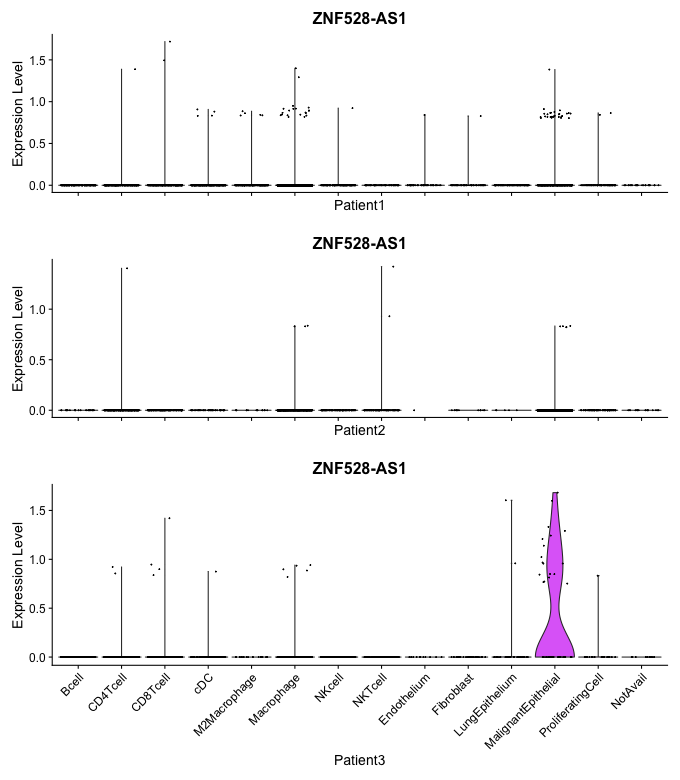 ZNF528-AS1
Expression Level
1.5
1.0
0.5
0.0
Patient1
ZNF528-AS1
Expression Level
1.0
0.5
0.0
Patient2
ZNF528-AS1
Expression Level
1.5
1.0
0.5
0.0
Bcell
CD4Tcell
CD8Tcell
cDC
M2Macrophage
Macrophage
NKcell
NKTcell
Endothelium
Fibroblast
LungEpithelium
MalignantEpithelial
ProliferatingCell
NotAvail
Patient3